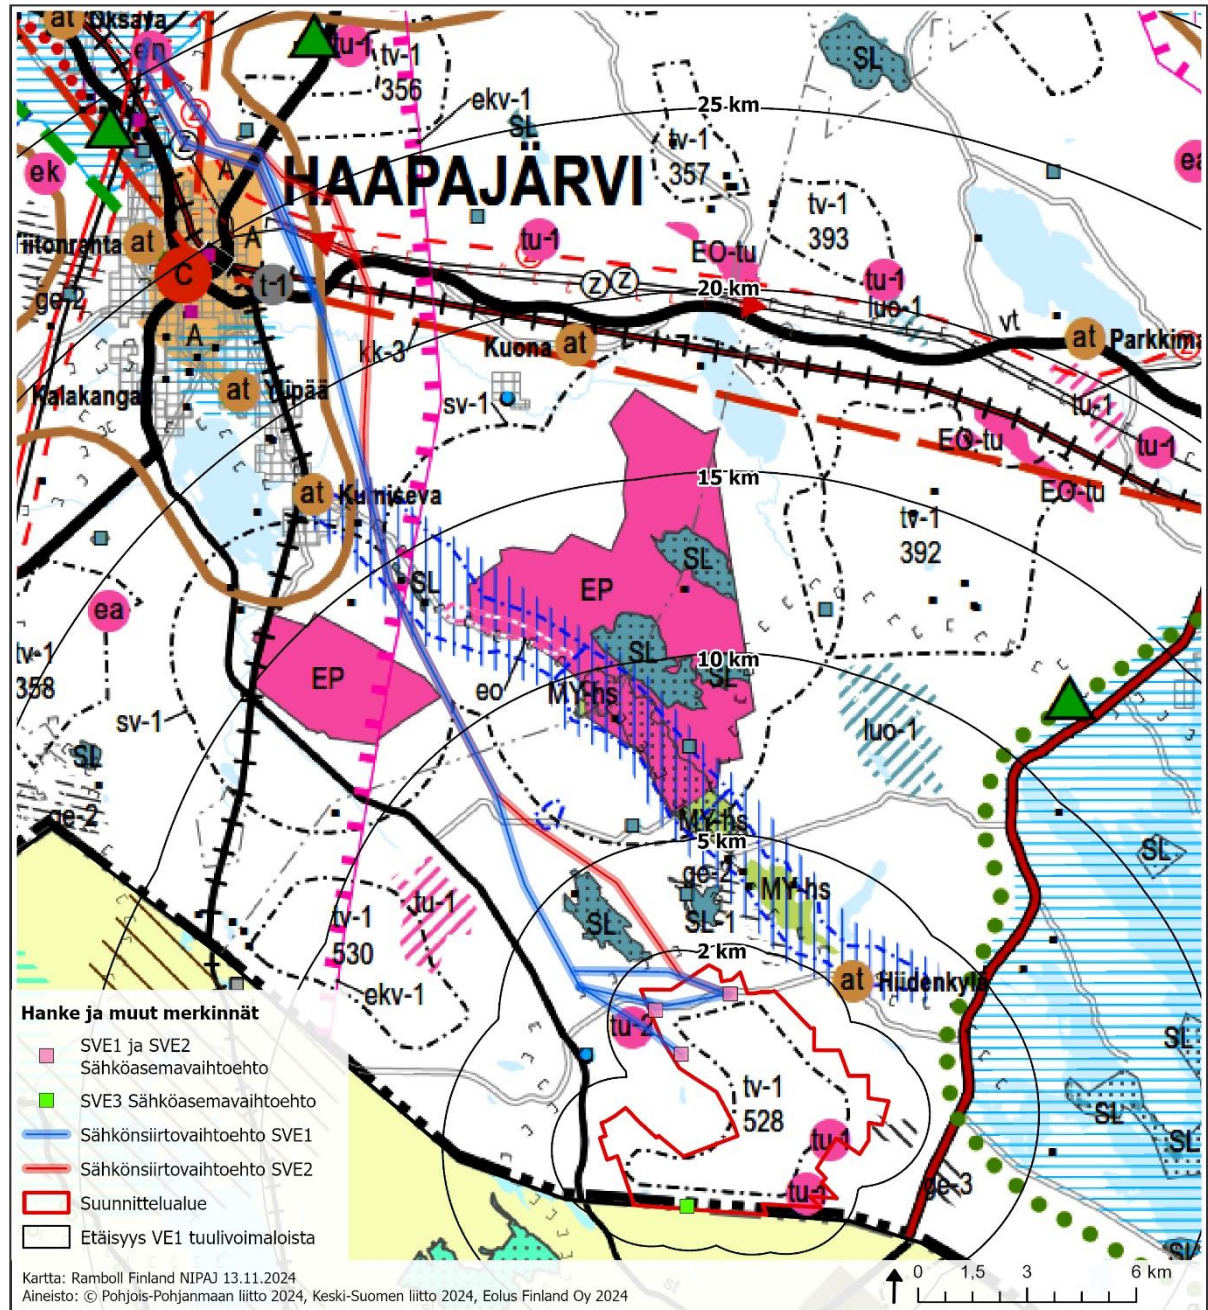 at Oksava
en
tu-1
tv-1
356
ekv-1
SL
SL
25 km
tv-1
357
Z
Z
ek
A
HAAPAJÄRVI
tv-1
393
ea
at
A
tu-1
Z
EO-tu
C
t-1
Z Z
20 km
tu-1
luo-1
ge-2
A
kk-3
Kuona at
vt
at Parkkima
Z
Kalakangas
at Ylipää
sv-1
tu-1
EO-tu
tu-1
at Kumiseva
15 km
EO-tu
tv-1
392
SL
SL
EP
ea
tv-1
358
EP
SL
10 km
SL
eo
MY-hs
sv-1
luo-1
SL
ge-2
MY-hs
5 km
SL
ge-2
MY-hs
tu-1
tv-1
530
SL
SL-1
2 km
ekv-1
at Hiidenkylä
tu-2
SL
tv-1
528
SL
SL
tu-1
tu-1
ge-3
SL
Hanke ja muut merkinnät
SVE1 ja SVE2
Sähköasemavaihtoehto
SVE3 Sähköasemavaihtoehto
Sähkönsiirtovaihtoehto SVE1
Sähkönsiirtovaihtoehto SVE2
Suunnittelualue
Etäisyys VE1 tuulivoimaloista
Kartta: Ramboll Finland NIPAJ 13.11.2024
Aineisto: © Pohjois-Pohjanmaan liitto 2024, Keski-Suomen liitto 2024, Eolus Finland Oy 2024
0 1,5 3 6 km